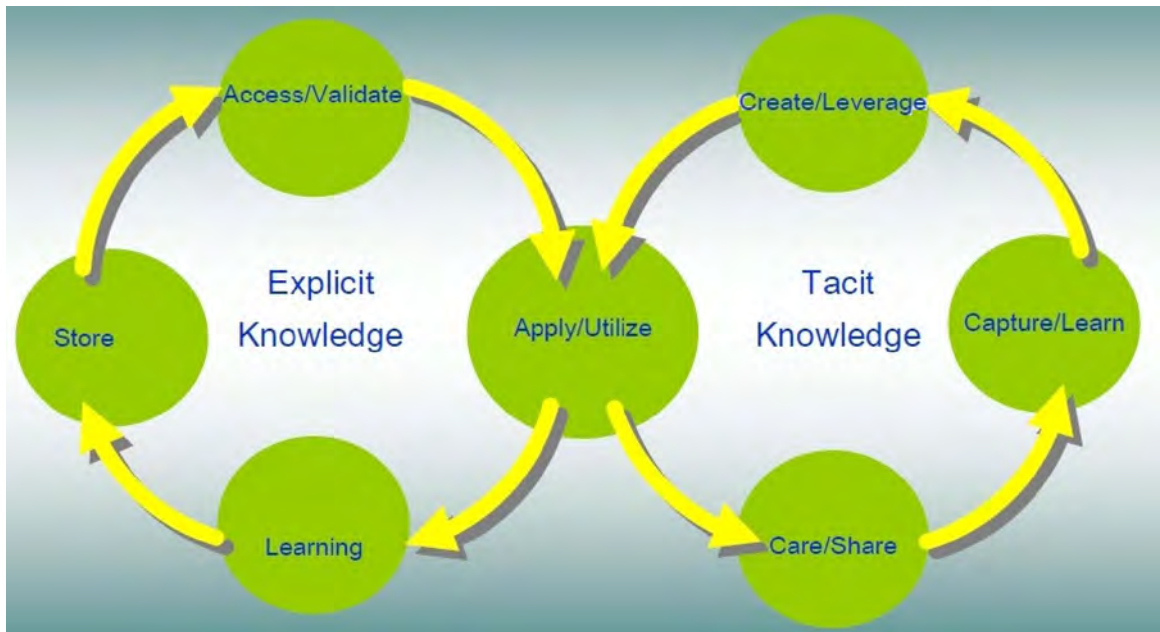 Access/Validate
Create/Leverage
Explicit
Knowledge
Tacit
Knowledge
Store
Apply/Utilize
Capture/Learn
Learning
Care/Share